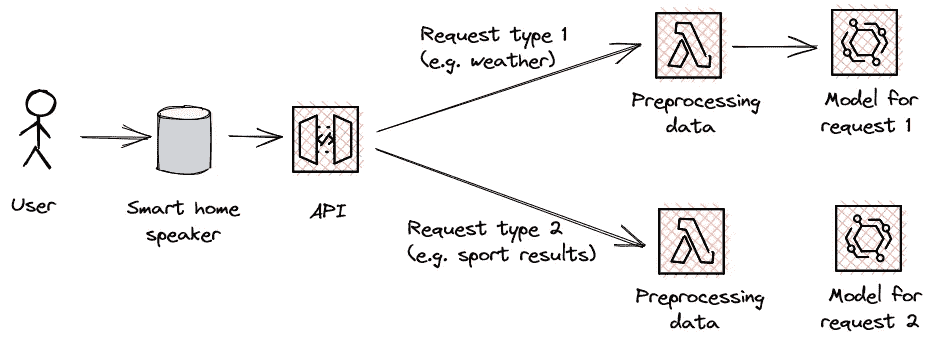 Request type 1
(e.g. weather)
Preprocessing
data
Model for
request 1
User
Smart home
speaker
API
Request type 2
(e.g. sport results)
Preprocessing
data
Model for
request 2